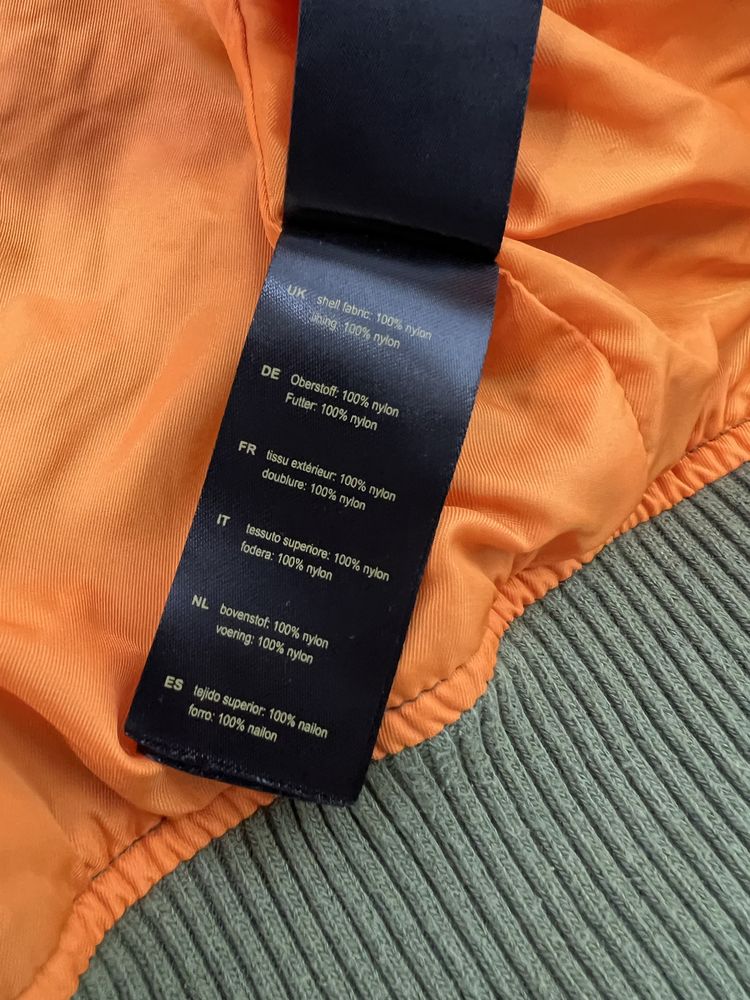 UK shell fabric: 100% nylon
lining: 100% nylon
DE Oberstoff: 100% nylon
Futter: 100% nylon
FR tissu extérieur: 100% nylon
doublure: 100% nylon
IT tessuto superiore: 100% nylon
fodera: 100% nylon
NL bovenstof: 100% nylon
voering: 100% nylon
ES tejido superior: 100% nailon
forro: 100% nailon